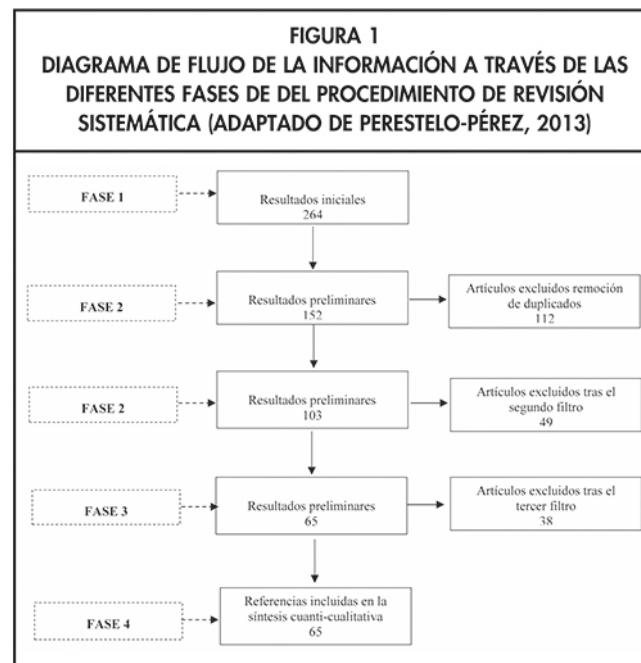 FIGURA 1
DIAGRAMA DE FLUJO DE LA INFORMACIÓN A TRAVÉS DE LAS
DIFERENTES FASES DE DEL PROCEDIMIENTO DE REVISIÓN
SISTEMÁTICA (ADAPTADO DE PERESTELO-PÉREZ, 2013)
FASE 1
Resultados iniciales
264
FASE 2
Resultados preliminares
152
Artículos excluidos remoción
de duplicados
112
FASE 2
Resultados preliminares
103
Artículos excluidos tras el
segundo filtro
49
FASE 3
Resultados preliminares
65
Artículos excluidos tras el
tercer filtro
38
FASE 4
Referencias incluidas en la
síntesis cuanti-cualitativa
65